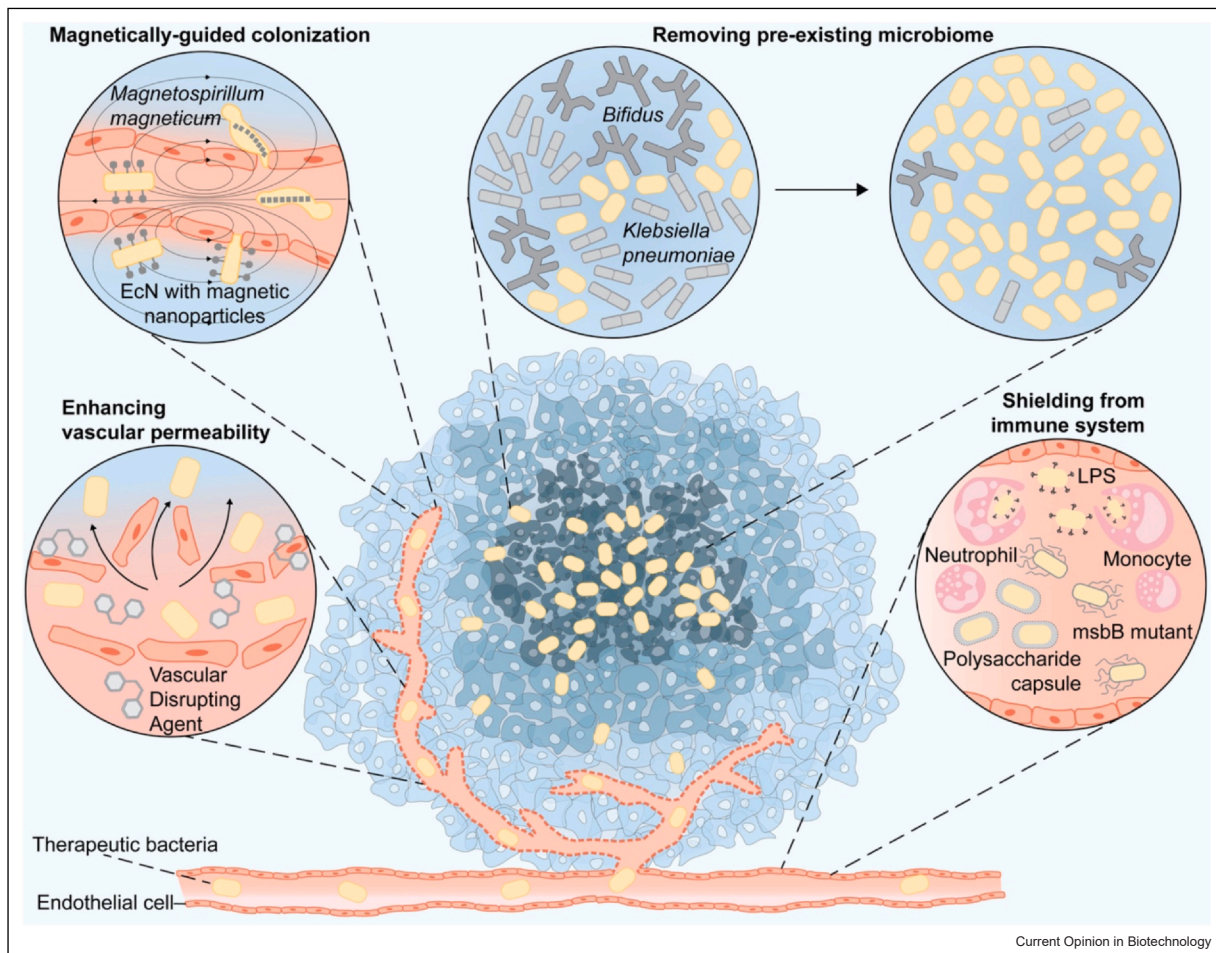 Magnetically-guided colonization
Removing pre-existing microbiome
Magnetospirillum
magneticum
EcN with magnetic
nanoparticles
Bifidus
Klebsiella
pneumoniae
Enhancing
vascular permeability
Vascular
Disrupting
Agent
Shielding from
immune system
LPS
Neutrophil
Monocyte
msbB mutant
Polysaccharide
capsule
Therapeutic bacteria
Endothelial cell
Current Opinion in Biotechnology